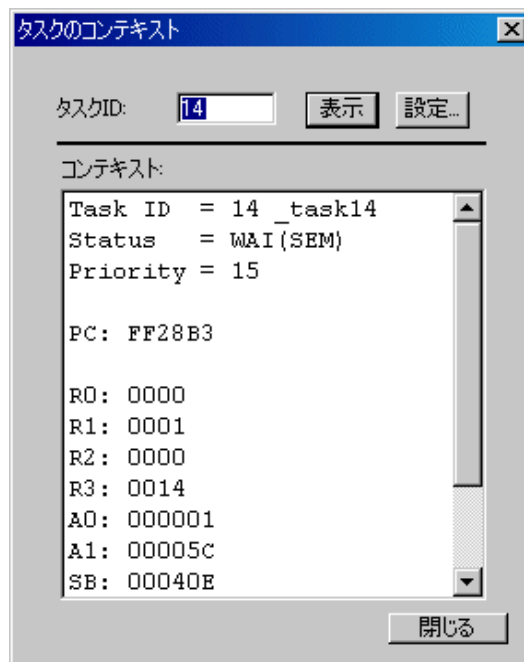 タスクのコンテキスト
タスクID: 14 表示 設定...
コンテキスト:
Task ID = 14 _task14
Status = WAI(SEM)
Priority = 15
PC: FF28B3
R0: 0000
R1: 0001
R2: 0000
R3: 0014
A0: 000001
A1: 00005C
SB: 00040E
閉じる